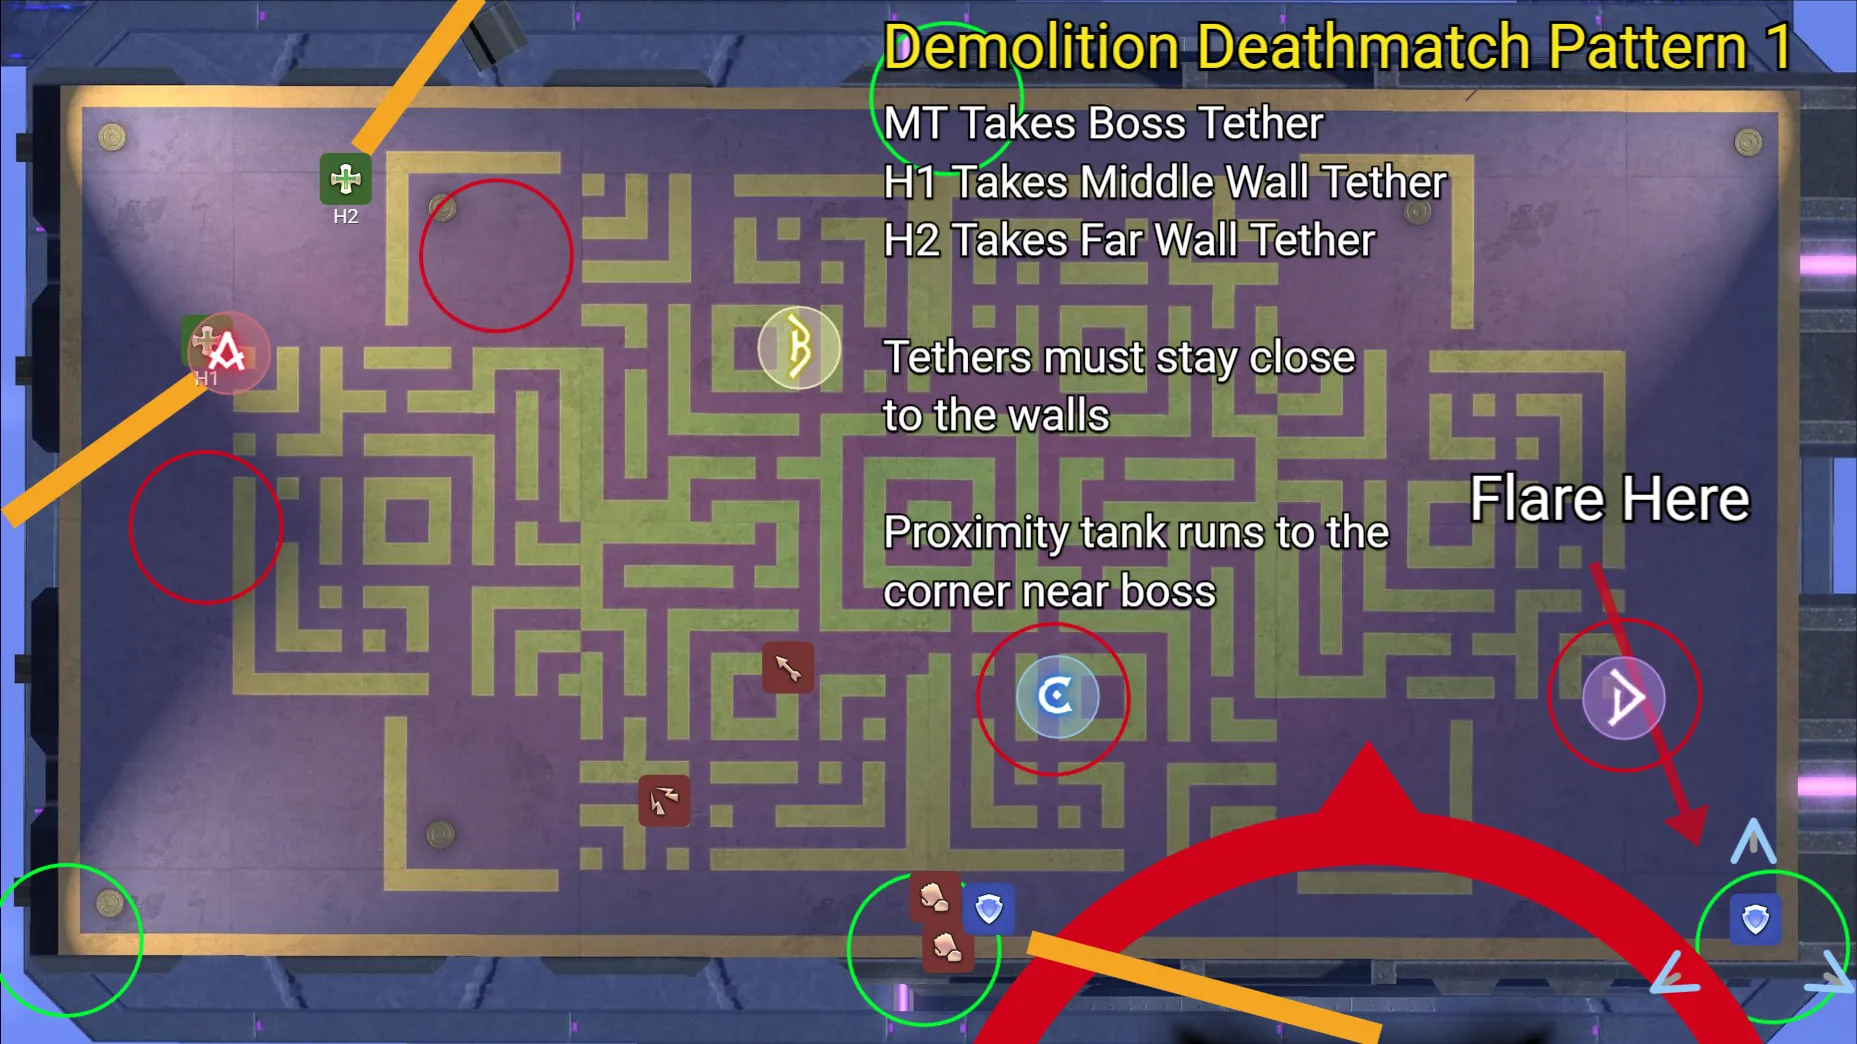 Demolition Deathmatch Pattern 1
MT Takes Boss Tether
H1 Takes Middle Wall Tether
H2 Takes Far Wall Tether
Tethers must stay close
to the walls
Proximity tank runs to the
corner near boss
Flare Here
H2
H1
A
B
C
D